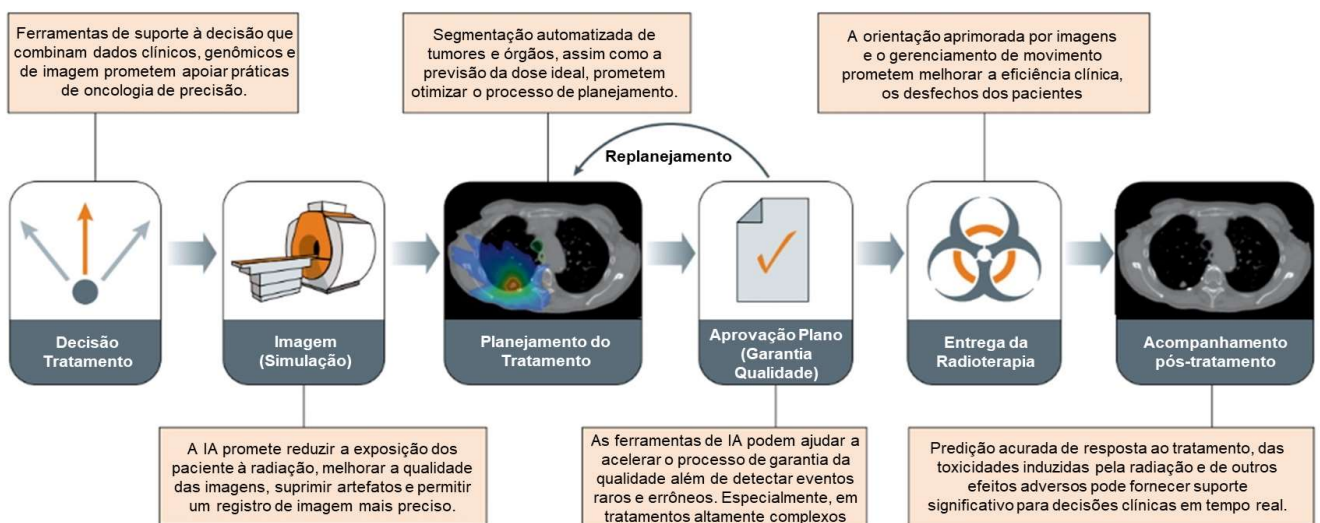 Ferramentas de suporte à decisão que
combinam dados clínicos, genômicos e
de imagem prometem apoiar práticas
de oncologia de precisão.
Segmentação automatizada de
tumores e órgãos, assim como a
previsão da dose ideal, prometem
otimizar o processo de planejamento.
A orientação aprimorada por imagens
e o gerenciamento de movimento
prometem melhorar a eficiência clínica,
os desfechos dos pacientes
Replanejamento
Decisão
Tratamento
Imagem
(Simulação)
Planejamento do
Tratamento
Aprovação Plano
(Garantia
Qualidade)
Entrega da
Radioterapia
Acompanhamento
pós-tratamento
A IA promete reduzir a exposição dos
paciente à radiação, melhorar a qualidade
das imagens, suprimir artefatos e permitir
um registro de imagem mais preciso.
As ferramentas de IA podem ajudar a
acelerar o processo de garantia da
qualidade além de detectar eventos
raros e errôneos. Especialmente, em
tratamentos altamente complexos
Predição acurada de resposta ao tratamento, das
toxicidades induzidas pela radiação e de outros
efeitos adversos pode fornecer suporte
significativo para decisões clínicas em tempo real.